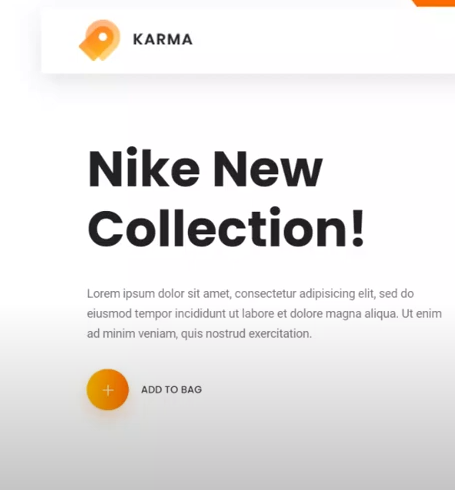 KARMA
Nike New
Collection!
Lorem ipsum dolor sit amet, consectetur adipisicing elit, sed do
eiusmod tempor incididunt ut labore et dolore magna aliqua. Ut enim
ad minim veniam, quis nostrud exercitation.
ADD TO BAG